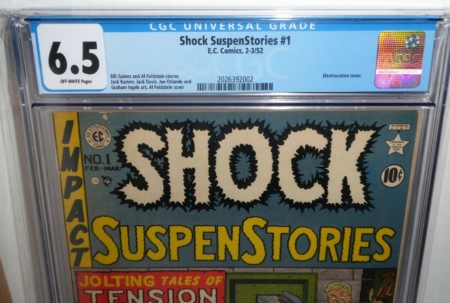 CGC UNIVERSAL GRADE
6.5
OFF-WHITE Pages
Shock SuspenStories #1
E.C. Comics, 2-3/52
Bill Gaines and Al Feldstein stories
Jack Kamen, Jack Davis, Joe Orlando and
Graham Ingels art, Al Feldstein cover
2026392002
Electrocution cover
CGC
IMPACT
EC
NO.1
FEB.-MAR.
SHOCK
10¢
SUSPENSTORIES
JOLTING TALES OF
TENSION